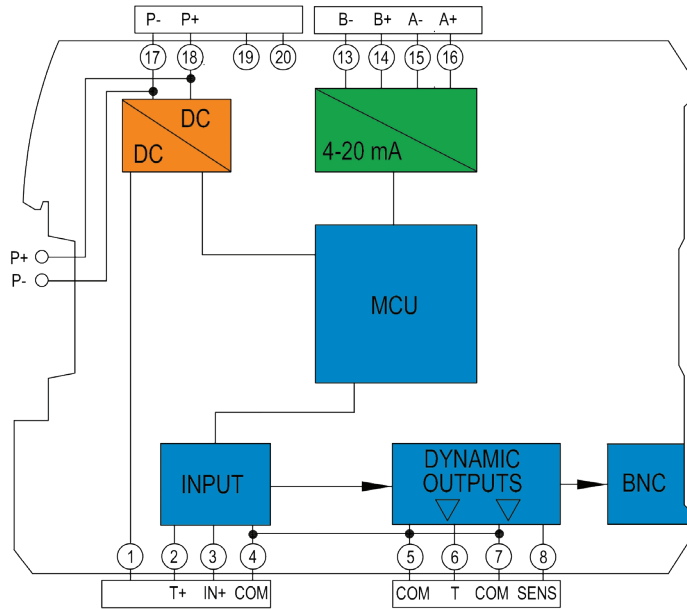 P- P+
B- B+ A- A+
17 18 19 20
13 14 15 16
DC
DC
4-20 mA
P+
P-
MCU
INPUT
DYNAMIC
OUTPUTS
BNC
1 2 3 4
5 6 7 8
T+ IN+ COM
COM T COM SENS